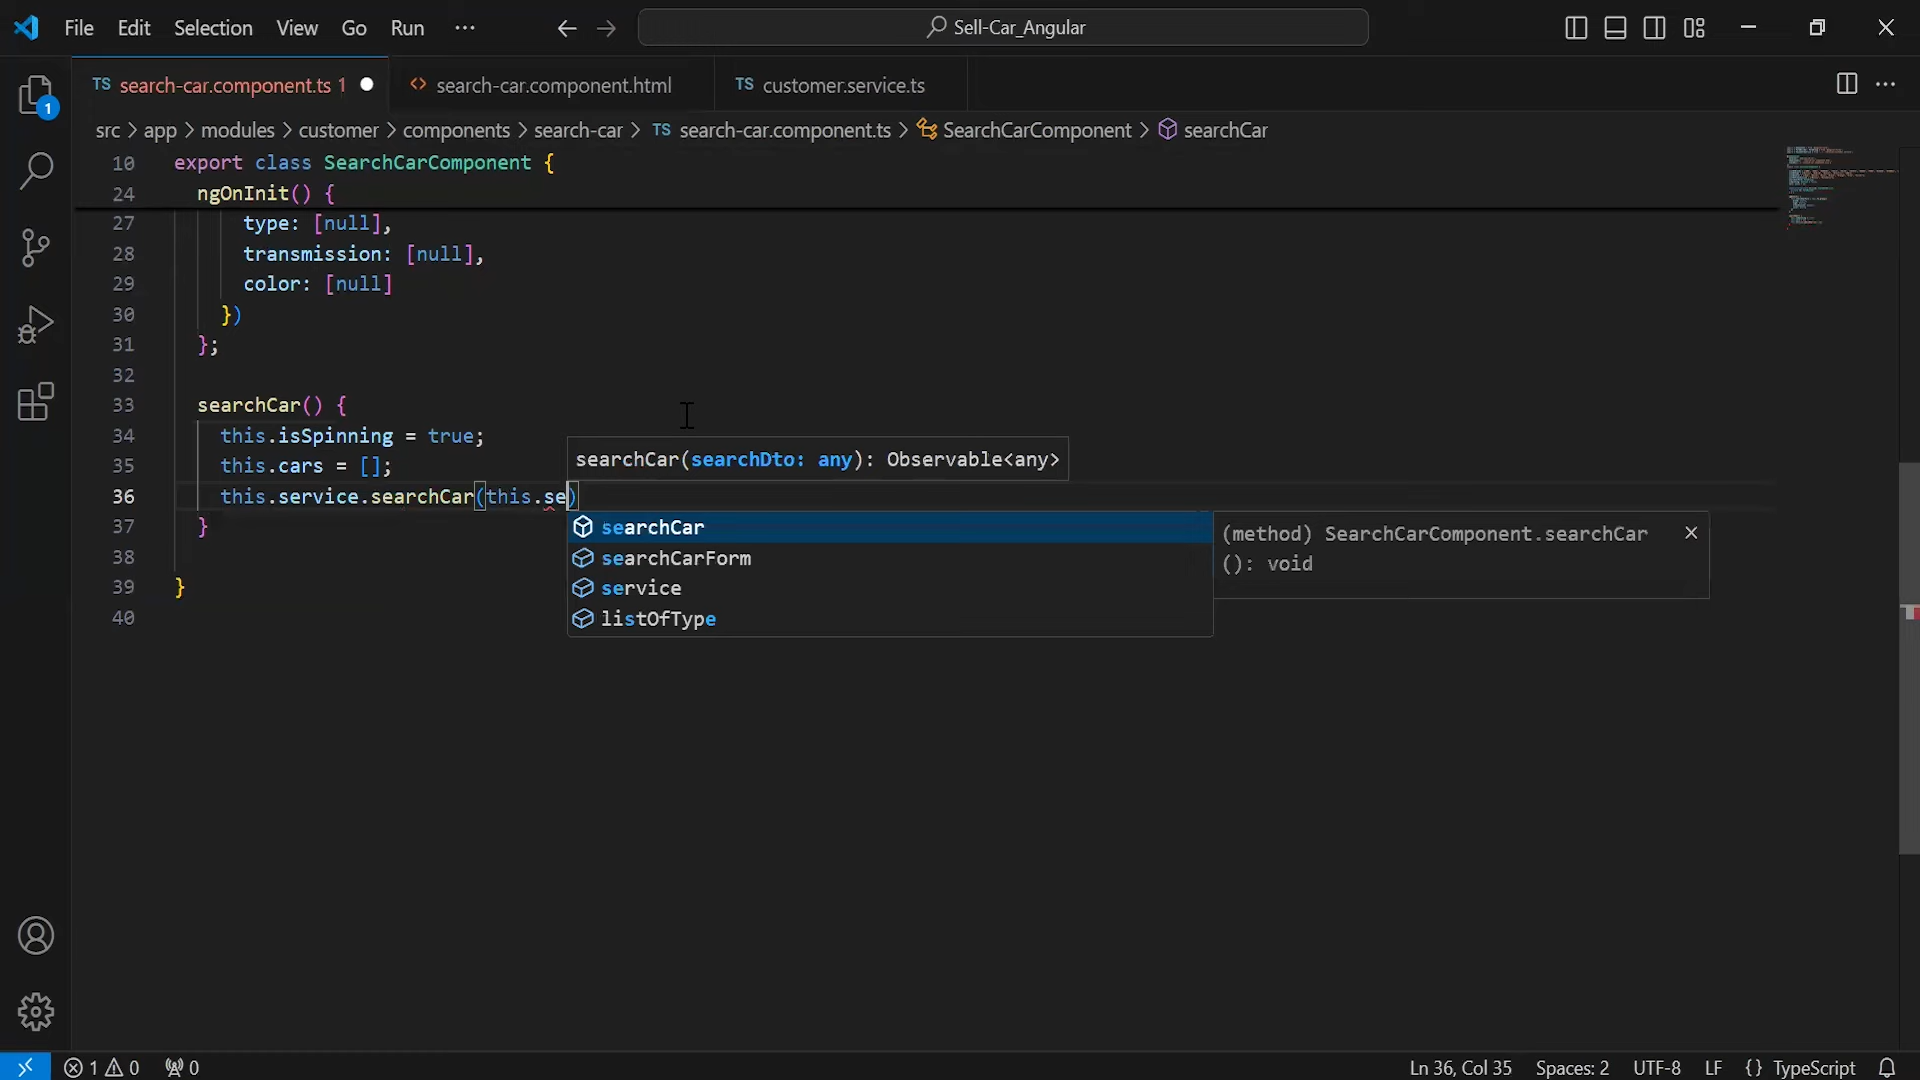 File Edit Selection View Go Run ··· Sell-Car_Angular
TS search-car.component.ts 1 <> search-car.component.html TS customer.service.ts
src > app > modules > customer > components > search-car > TS search-car.component.ts > SearchCarComponent > searchCar
10 export class SearchCarComponent {
24 ngOnInit() {
27 type: [null],
28 transmission: [null],
29 color: [null]
30 })
31 };
32
33 searchCar() {
34 this.isSpinning = true;
35 this.cars = [];
searchCar(searchDto: any): Observable<any>
36 this.service.searchCar(this.se)
37 }
38
39 }
40
searchCar
searchCarForm
service
listOfType
(method) SearchCarComponent.searchCar
(): void
1
1 0 0 Ln 36, Col 35 Spaces: 2 UTF-8 LF {} TypeScript